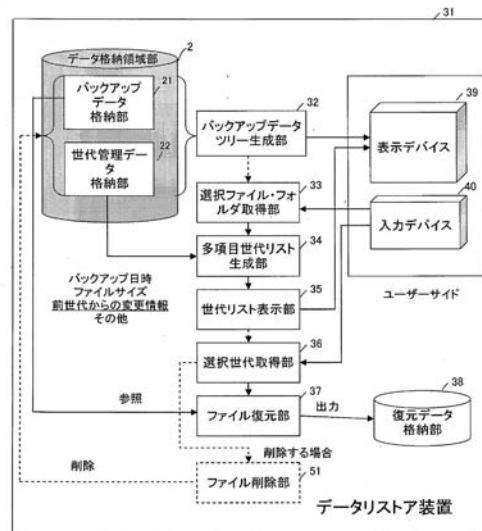 31
データ格納領域部
2
バックアップ
データ
格納部
21
世代管理データ
格納部
22
バックアップデータ
ツリー生成部
32
表示デバイス
39
選択ファイル・フォル
ダ取得部
33
入力デバイス
40
多項目世代リスト
生成部
34
バックアップ日時
ファイルサイズ
前世代からの変更情報
その他
世代リスト表示部
35
ユーザーサイド
選択世代取得部
36
参照
ファイル復元部
37
出力
復元データ
格納部
38
削除する場合
削除
ファイル削除部
51
データリストア装置